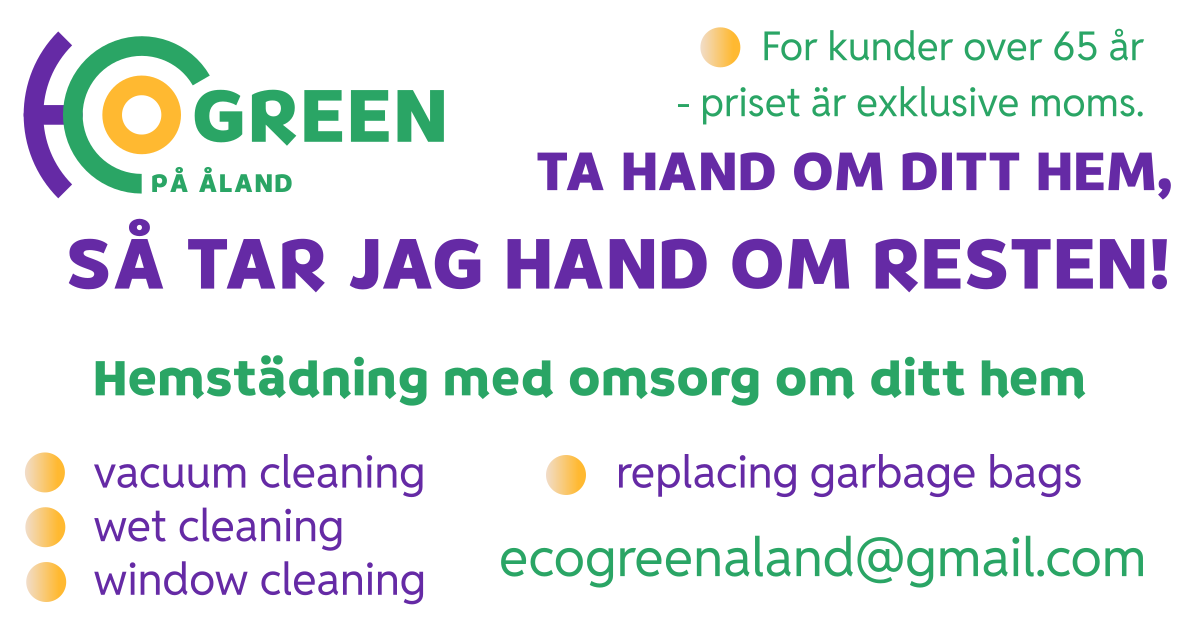 ECO GREEN
PÅ ÅLAND
For kunder over 65 år
- priset är exklusive moms.
TA HAND OM DITT HEM,
SÅ TAR JAG HAND OM RESTEN!
Hemstädning med omsorg om ditt hem
vacuum cleaning
wet cleaning
window cleaning
replacing garbage bags
ecogreenaland@gmail.com